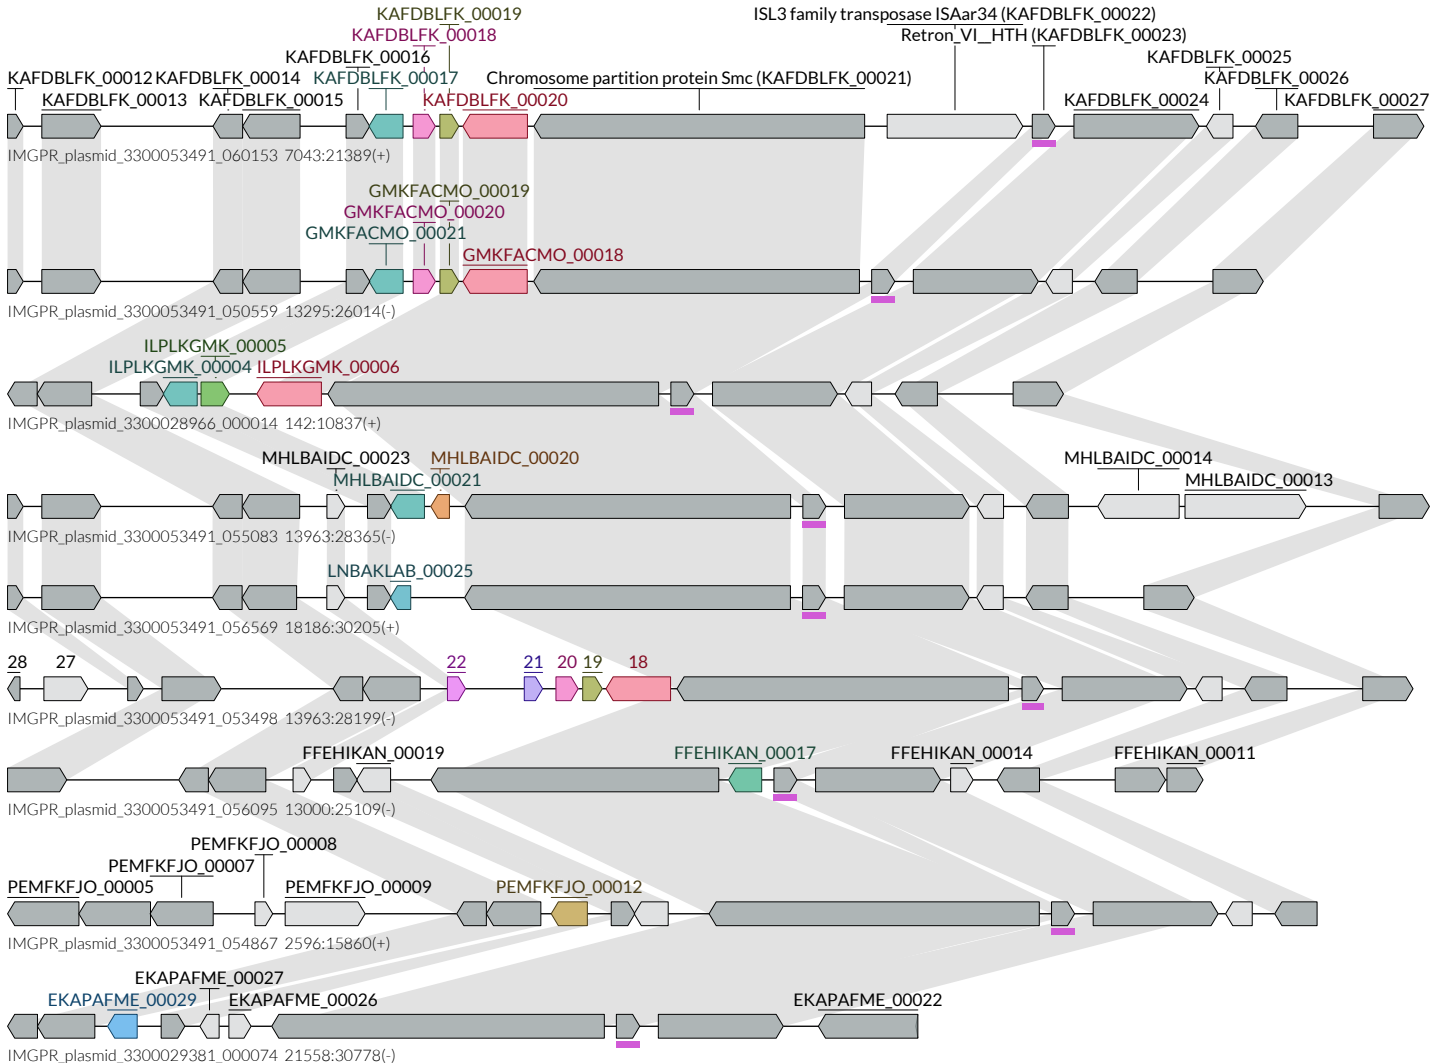 KAFDBLFK_00019
ISL3 family transposase ISAar34 (KAFDBLFK_00022)
KAFDBLFK_00018
Retron_VI__HTH (KAFDBLFK_00023)
KAFDBLFK_00016
KAFDBLFK_00025
KAFDBLFK_00012 KAFDBLFK_00014 KAFDBLFK_00017 Chromosome partition protein Smc (KAFDBLFK_00021) KAFDBLFK_00026
KAFDBLFK_00013 KAFDBLFK_00015 KAFDBLFK_00020 KAFDBLFK_00024 KAFDBLFK_00027
IMGPR_plasmid_3300053491_060153 7043:21389(+)
GMKFACMO_00019
GMKFACMO_00020
GMKFACMO_00021
GMKFACMO_00018
IMGPR_plasmid_3300053491_050559 13295:26014(-)
ILPLKGMK_00005
ILPLKGMK_00004 ILPLKGMK_00006
IMGPR_plasmid_3300028966_000014 142:10837(+)
MHLBAIDC_00023 MHLBAIDC_00020 MHLBAIDC_00014
MHLBAIDC_00021 MHLBAIDC_00013
IMGPR_plasmid_3300053491_055083 13963:28365(-)
LNBAKLAB_00025
IMGPR_plasmid_3300053491_056569 18186:30205(+)
28 27 22 21 20 19 18
IMGPR_plasmid_3300053491_053498 13963:28199(-)
FFEHIKAN_00019 FFEHIKAN_00017 FFEHIKAN_00014 FFEHIKAN_00011
IMGPR_plasmid_3300053491_056095 13000:25109(-)
PEMFKFJO_00008
PEMFKFJO_00007
PEMFKFJO_00005 PEMFKFJO_00009 PEMFKFJO_00012
IMGPR_plasmid_3300053491_054867 2596:15860(+)
EKAPAFME_00027
EKAPAFME_00029 EKAPAFME_00026 EKAPAFME_00022
IMGPR_plasmid_3300029381_000074 21558:30778(-)